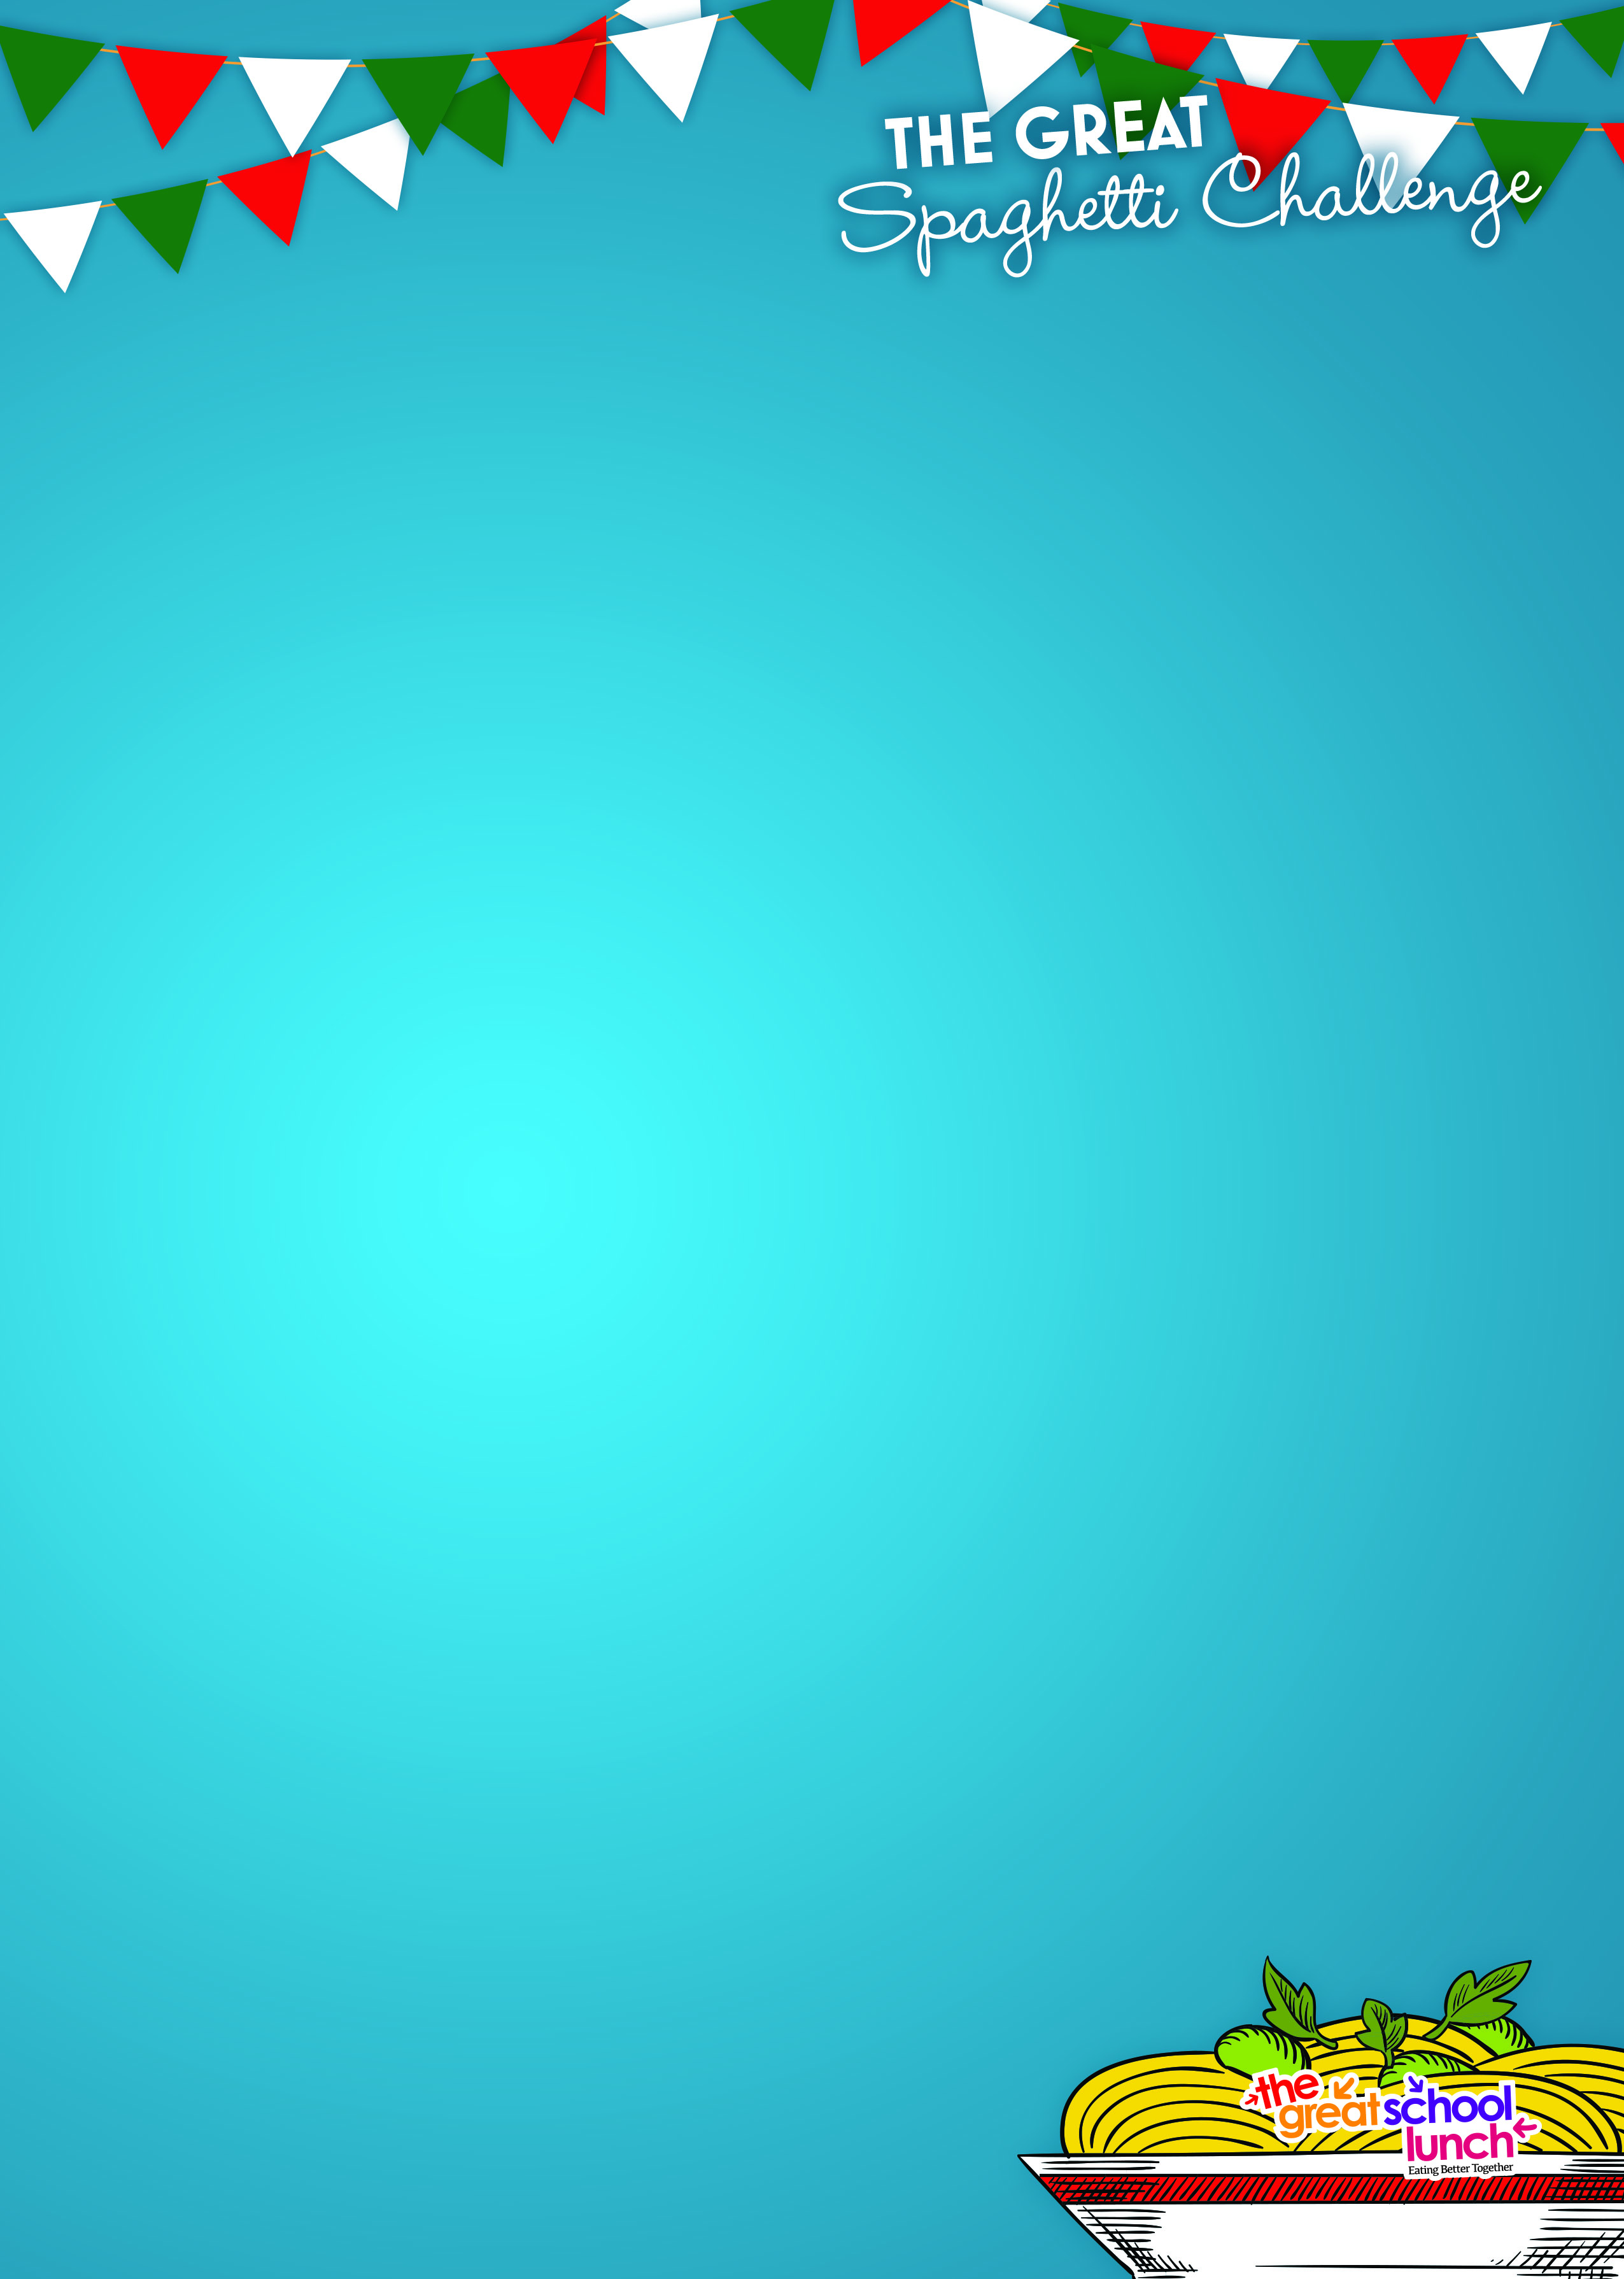 THE GREAT
Spaghetti Challenge
the
great school
lunch
Eating Better Together